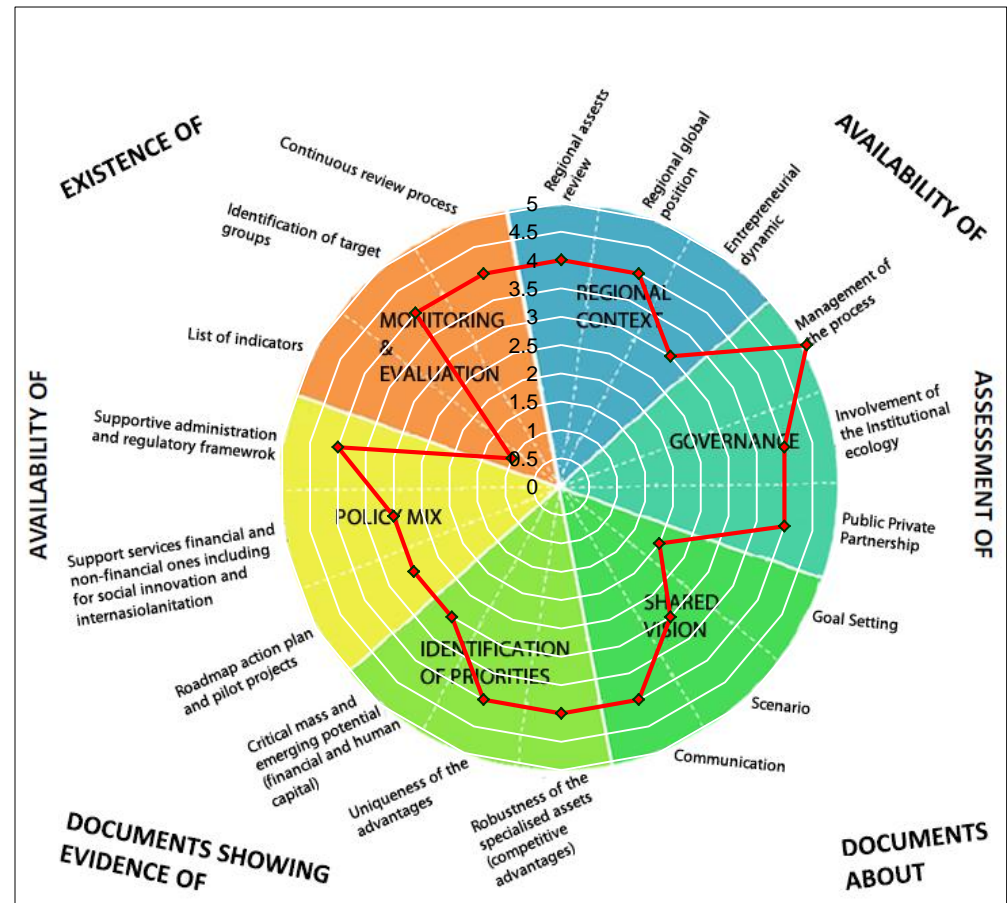 EXISTENCE OF
AVAILABILITY OF
Continuous review process
Regional assests
review
Regional global
position
Entrepreneurial
dynamic
Identification of target
groups
Management of
the process
List of indicators
Involvement of
the Institutional
ecology
Supportive administration
and regulatory framewrok
Public Private
Partnership
Support services financial and
non-financial ones including
for social innovation and
internasiolanitation
Goal Setting
Roadmap action plan
and pilot projects
Scenario
Critical mass and
emerging potential
(financial and human
capital)
Communication
Uniqueness of the
advantages
Robustness of the
specialised assets
(competitive
advantages)
AVAILABILITY OF
ASSESSMENT OF
DOCUMENTS SHOWING
EVIDENCE OF
DOCUMENTS
ABOUT
5
4.5
4
3.5
3
2.5
2
1.5
1
0.5
0
REGIONAL
CONTEXT
MONITORING
&
EVALUATION
GOVERNANCE
POLICY MIX
SHARED
VISION
IDENTIFICATION
OF PRIORITIES